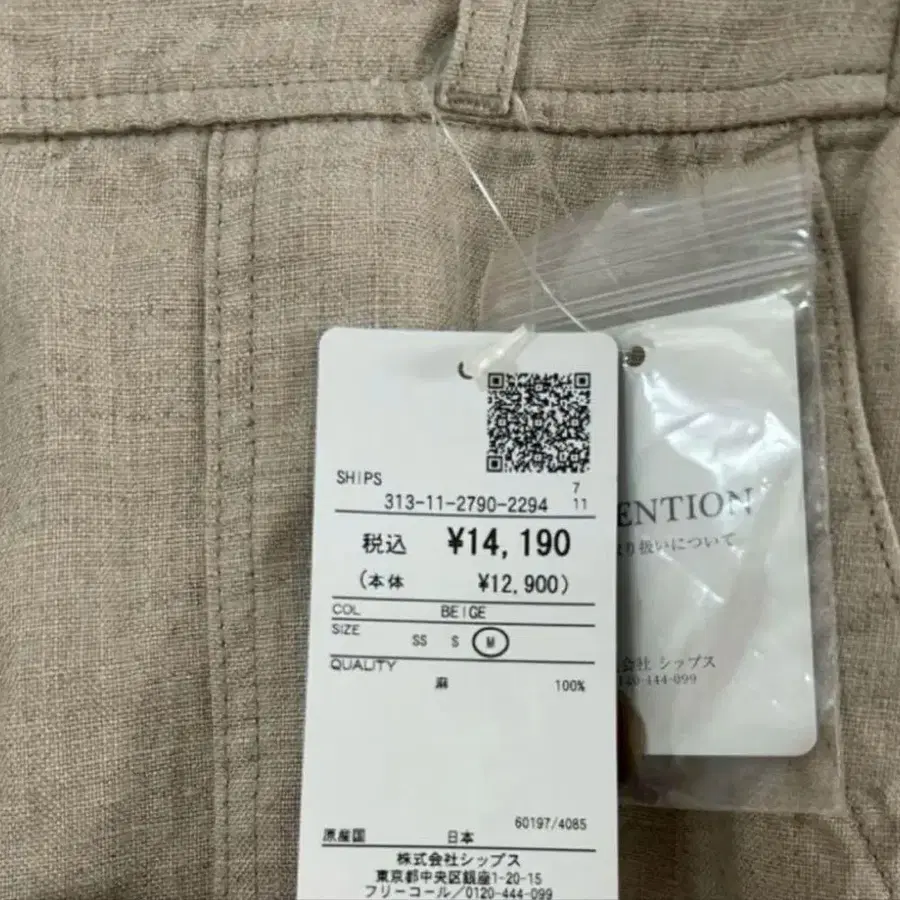 SHIPS
7
313-11-2790-2294 11
税込 ¥14,190
(本体 ¥12,900)
COL BEIGE
SIZE SS S M
QUALITY
麻 100%
60197/4085
原産国 日本
株式会社シップス
東京都中央区銀座1-20-15
フリーコール/0120-444-099
ENTION
り扱いについて
会社 シップス
120-444-099